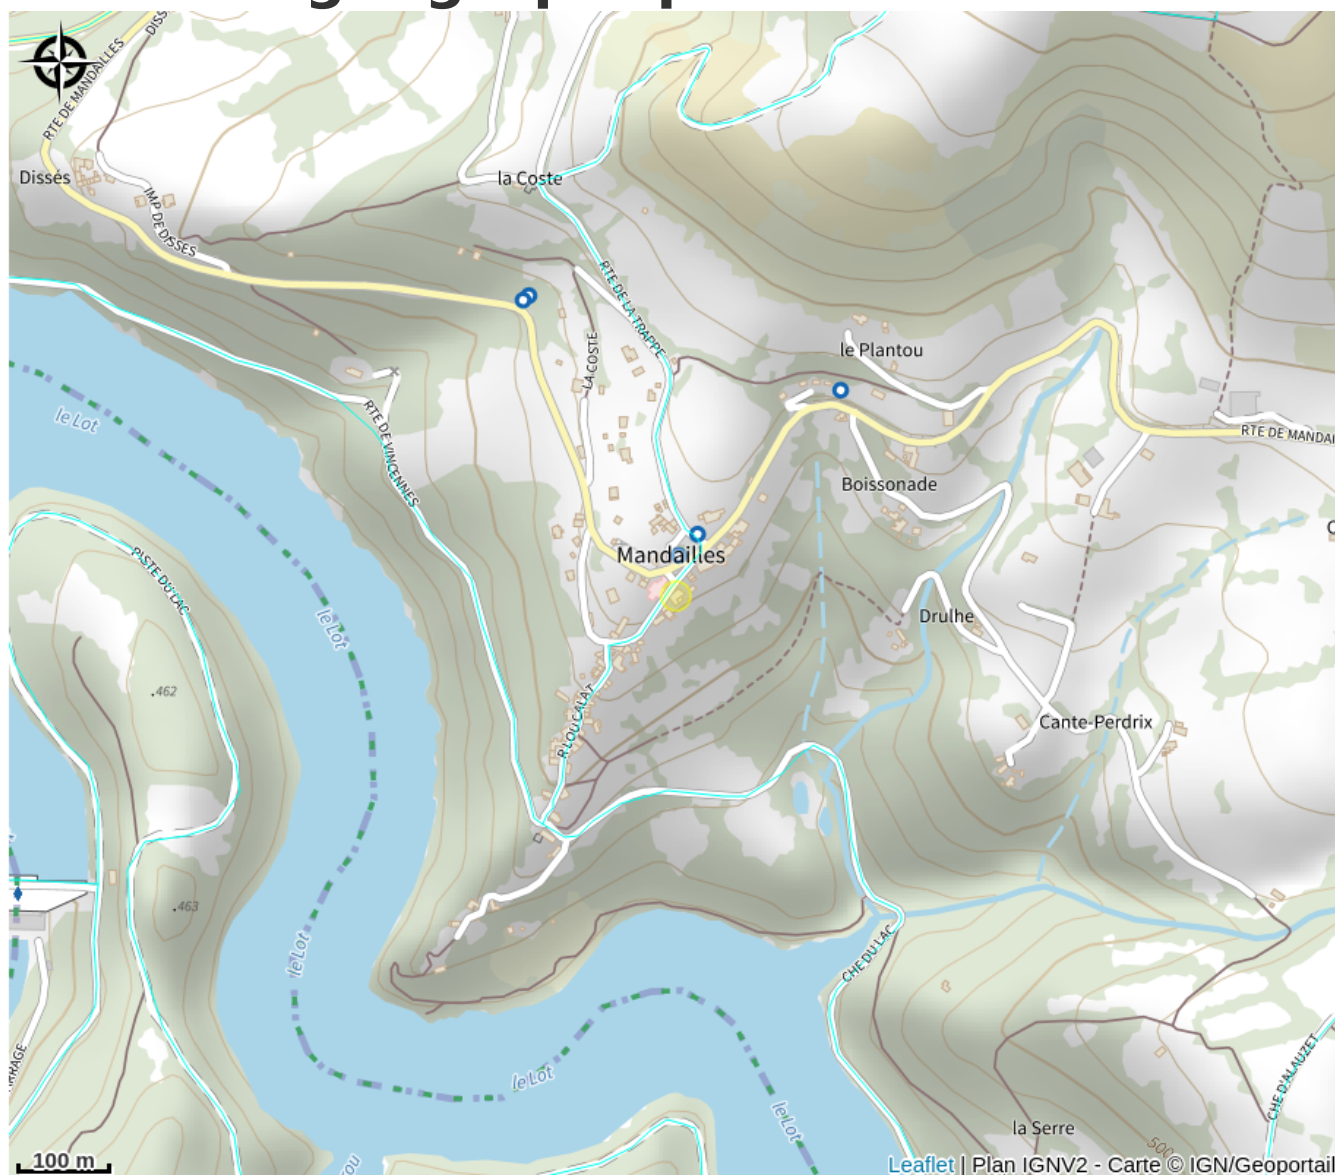 RTE DE MANDAILLES
Dissés
IMP DE DISSES
la Coste
RTE DE LA TRAPPE
LA COSTE
le Plantou
le Lot
RTE DE VINCENNES
RTE DE MANDAI
Boissonade
Mandailles
PISTE DU LAC
le Lot
Drulhe
.462
R LOU CALAT
Cante-Perdrix
.463
le Lot
CHE DU LAC
le Lot
le Lot
CHE D'ALAUZET
la Serre
500
100 m
Leaflet | Plan IGNV2 - Carte © IGN/Geoportail